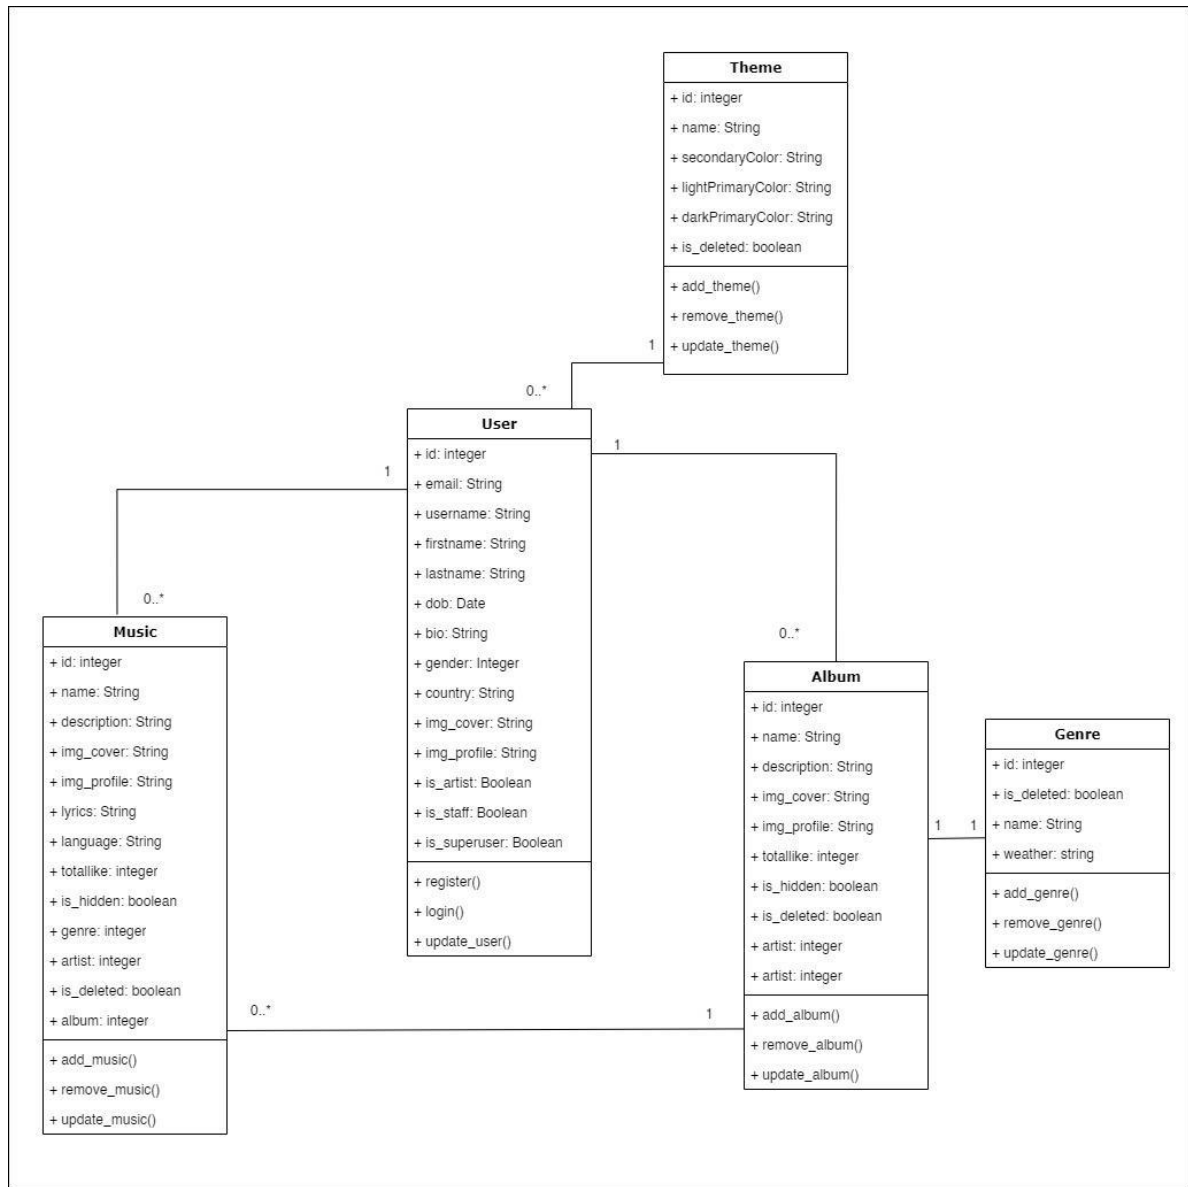 Theme
+ id: integer
+ name: String
+ secondaryColor: String
+ lightPrimaryColor: String
+ darkPrimaryColor: String
+ is_deleted: boolean
+ add_theme()
+ remove_theme()
+ update_theme()
1
0..*
User
+ id: integer
+ email: String
+ username: String
+ firstname: String
+ lastname: String
+ dob: Date
+ bio: String
+ gender: Integer
+ country: String
+ img_cover: String
+ img_profile: String
+ is_artist: Boolean
+ is_staff: Boolean
+ is_superuser: Boolean
+ register()
+ login()
+ update_user()
1
1
0..*
0..*
Music
+ id: integer
+ name: String
+ description: String
+ img_cover: String
+ img_profile: String
+ lyrics: String
+ language: String
+ totallike: integer
+ is_hidden: boolean
+ genre: integer
+ artist: integer
+ is_deleted: boolean
+ album: integer
+ add_music()
+ remove_music()
+ update_music()
0..*
1
Album
+ id: integer
+ name: String
+ description: String
+ img_cover: String
+ img_profile: String
+ totallike: integer
+ is_hidden: boolean
+ is_deleted: boolean
+ artist: integer
+ artist: integer
+ add_album()
+ remove_album()
+ update_album()
1
1
Genre
+ id: integer
+ is_deleted: boolean
+ name: String
+ weather: string
+ add_genre()
+ remove_genre()
+ update_genre()